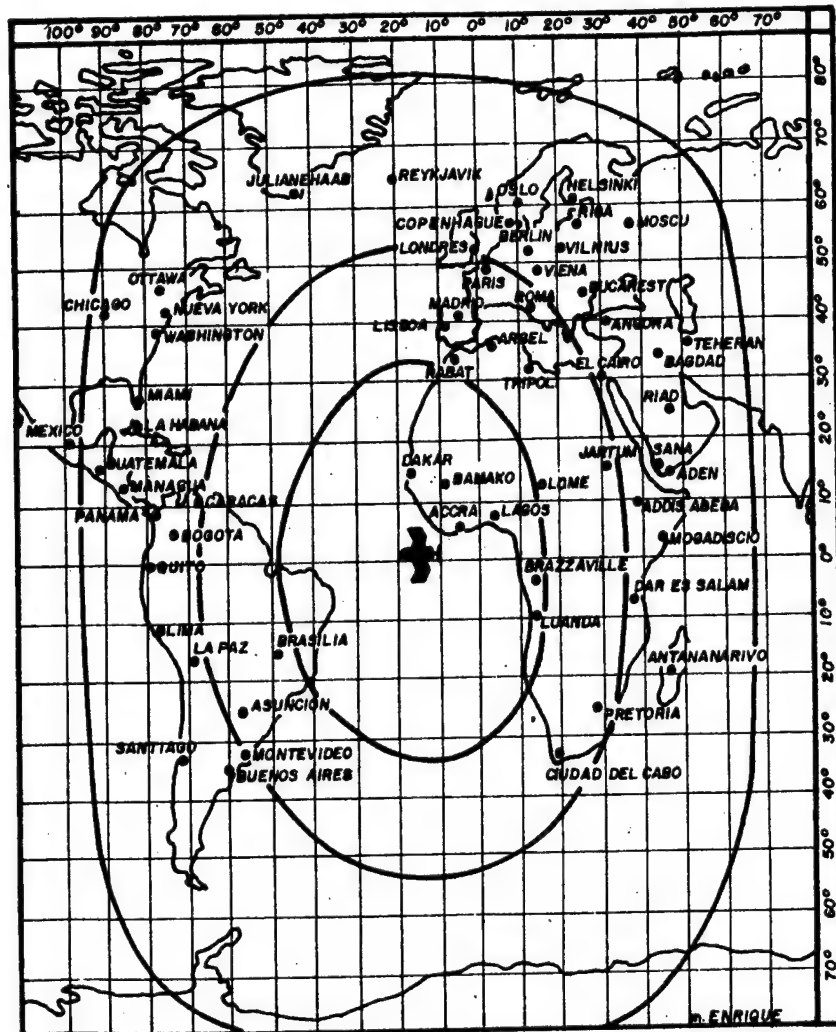 100° 90° 80° 70° 60° 50° 40° 30° 20° 10° 0° 10° 20° 30° 40° 50° 60° 70°
80°
70°
60°
50°
40°
30°
20°
10°
0°
10°
20°
30°
40°
50°
60°
70°
JULIANEHAAB
REYKJAVIK
OSLO
HELSINKI
COPENHAGUE
RIGA
MOSCU
LONDRES
BERLIN
VILNIUS
OTTAWA
PARIS
VIENA
CHICAGO
NUEVA YORK
MADRID
ROMA
BUCAREST
WASHINGTON
LISBOA
ARGEL
ANGORA
TEHERAN
RABAT
TRIPOL
EL CAIRO
BAGDAD
MIAMI
RIAD
MEXICO
LA HABANA
GUATEMALA
DAKAR
JARTUM
SANA
MANAGUA
BAMAKO
LOME
ADEN
PANAMA
CARACAS
ACCRA
LAGOS
ADDIS ABEBA
BOGOTA
MOGADISCIO
QUITO
BRAZZAVILLE
DAR ES SALAM
LIMA
LUANDA
LA PAZ
BRASILIA
ANTANANARIVO
ASUNCIÓN
PRETORIA
SANTIAGO
MONTEVIDEO
BUENOS AIRES
CIUDAD DEL CABO
m. ENRIQUE